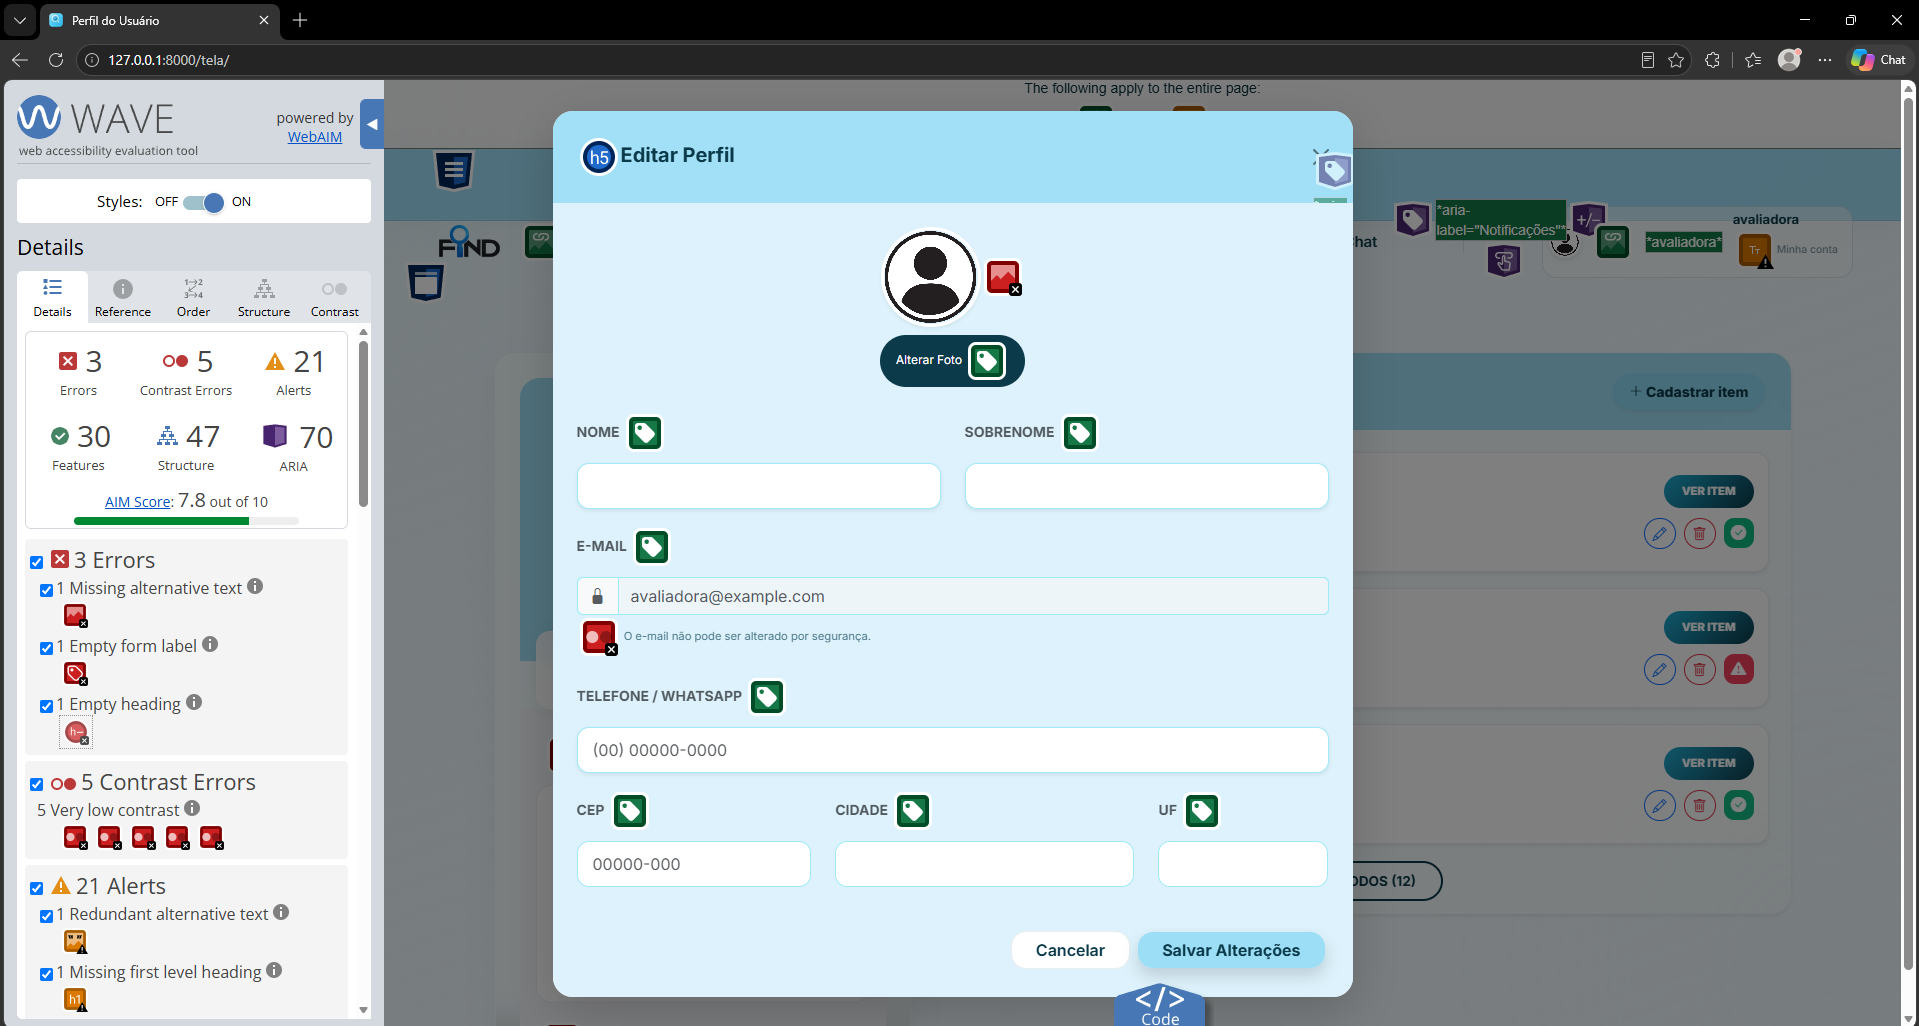 Perfil do Usuário
127.0.0.1:8000/tela/
Chat
WAVE
web accessibility evaluation tool
powered by
WebAIM
Styles: OFF ON
Details
Details
Reference
Order
Structure
Contrast
3
Errors
5
Contrast Errors
21
Alerts
30
Features
47
Structure
70
ARIA
AIM Score: 7.8 out of 10
3 Errors
1 Missing alternative text
1 Empty form label
1 Empty heading
h-
5 Contrast Errors
5 Very low contrast
21 Alerts
1 Redundant alternative text
1 Missing first level heading
h1
The following apply to the entire page:
FIND
hat
*aria-
label="Notificações"*
+/-
*avaliadora*
avaliadora
Minha conta
h5 Editar Perfil
Alterar Foto
NOME
SOBRENOME
E-MAIL
avaliadora@example.com
O e-mail não pode ser alterado por segurança.
TELEFONE / WHATSAPP
(00) 00000-0000
CEP
CIDADE
UF
00000-000
Cancelar
Salvar Alterações
+ Cadastrar item
VER ITEM
VER ITEM
VER ITEM
ODOS (12)
</>
Code